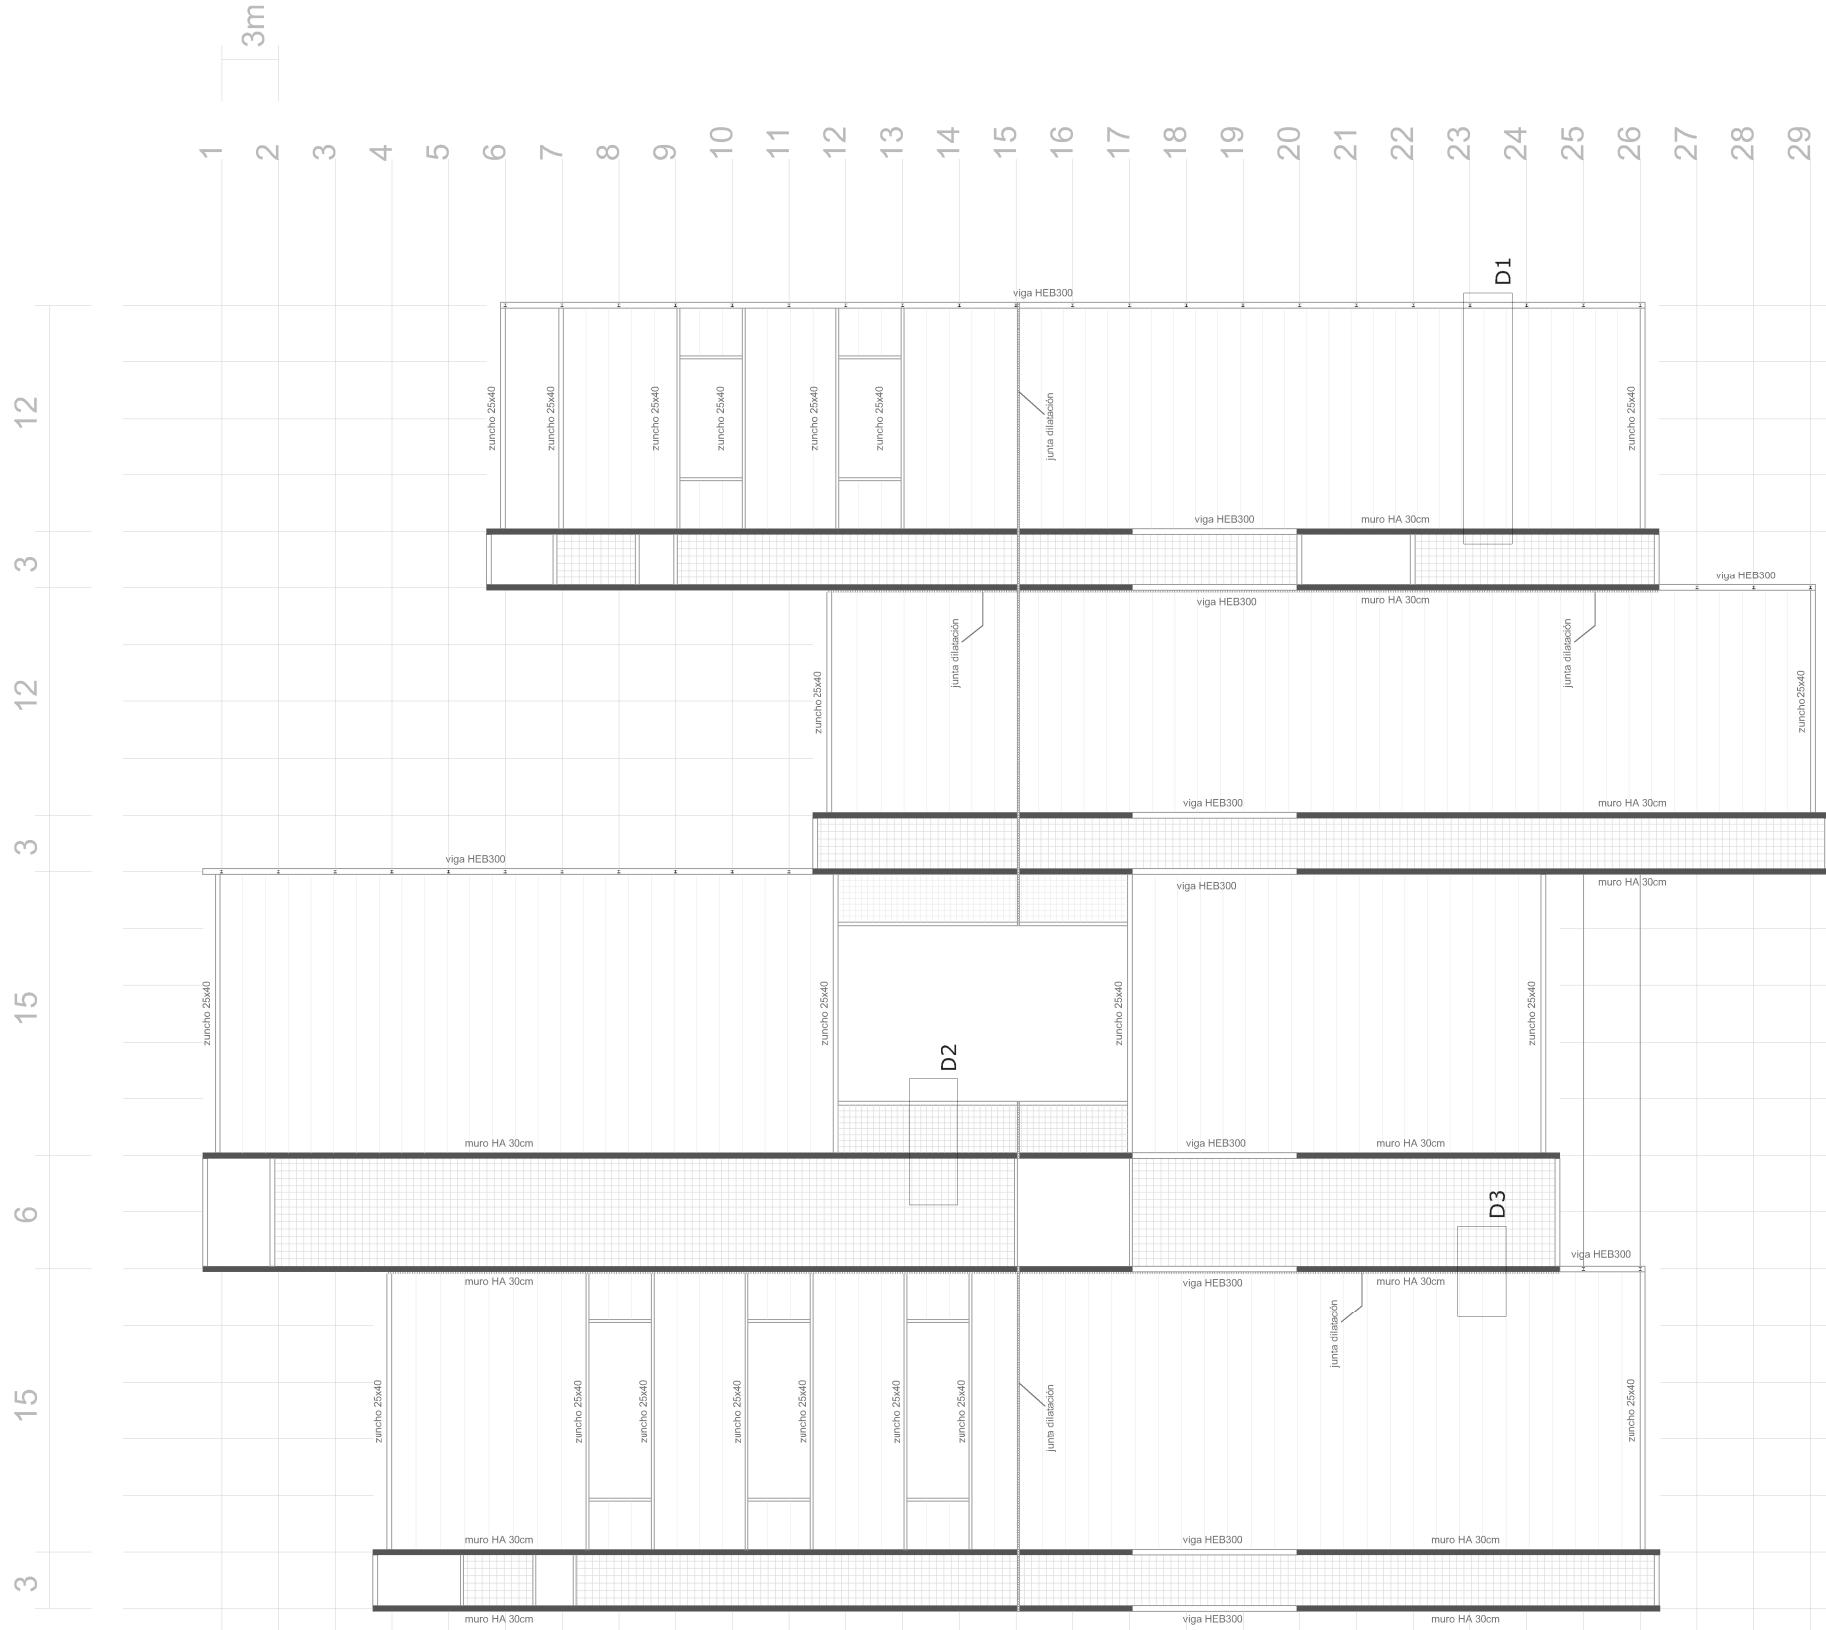 3m
1
2
3
4
5
6
7
8
9
10
11
12
13
14
15
16
17
18
19
20
21
22
23
24
25
26
27
28
29
D1
viga HEB300
12
zuncho 25x40
zuncho 25x40
zuncho 25x40
zuncho 25x40
zuncho 25x40
zuncho 25x40
junta dilatación
zuncho 25x40
viga HEB300
muro HA 30cm
3
viga HEB300
viga HEB300
muro HA 30cm
12
zuncho 25x40
junta dilatación
junta dilatación
zuncho 25x40
viga HEB300
muro HA 30cm
3
viga HEB300
viga HEB300
muro HA 30cm
15
zuncho 25x40
zuncho 25x40
zuncho 25x40
zuncho 25x40
D2
muro HA 30cm
viga HEB300
muro HA 30cm
6
D3
viga HEB300
muro HA 30cm
viga HEB300
muro HA 30cm
junta dilatación
15
zuncho 25x40
zuncho 25x40
zuncho 25x40
zuncho 25x40
zuncho 25x40
zuncho 25x40
zuncho 25x40
junta dilatación
zuncho 25x40
muro HA 30cm
viga HEB300
muro HA 30cm
3
muro HA 30cm
viga HEB300
muro HA 30cm